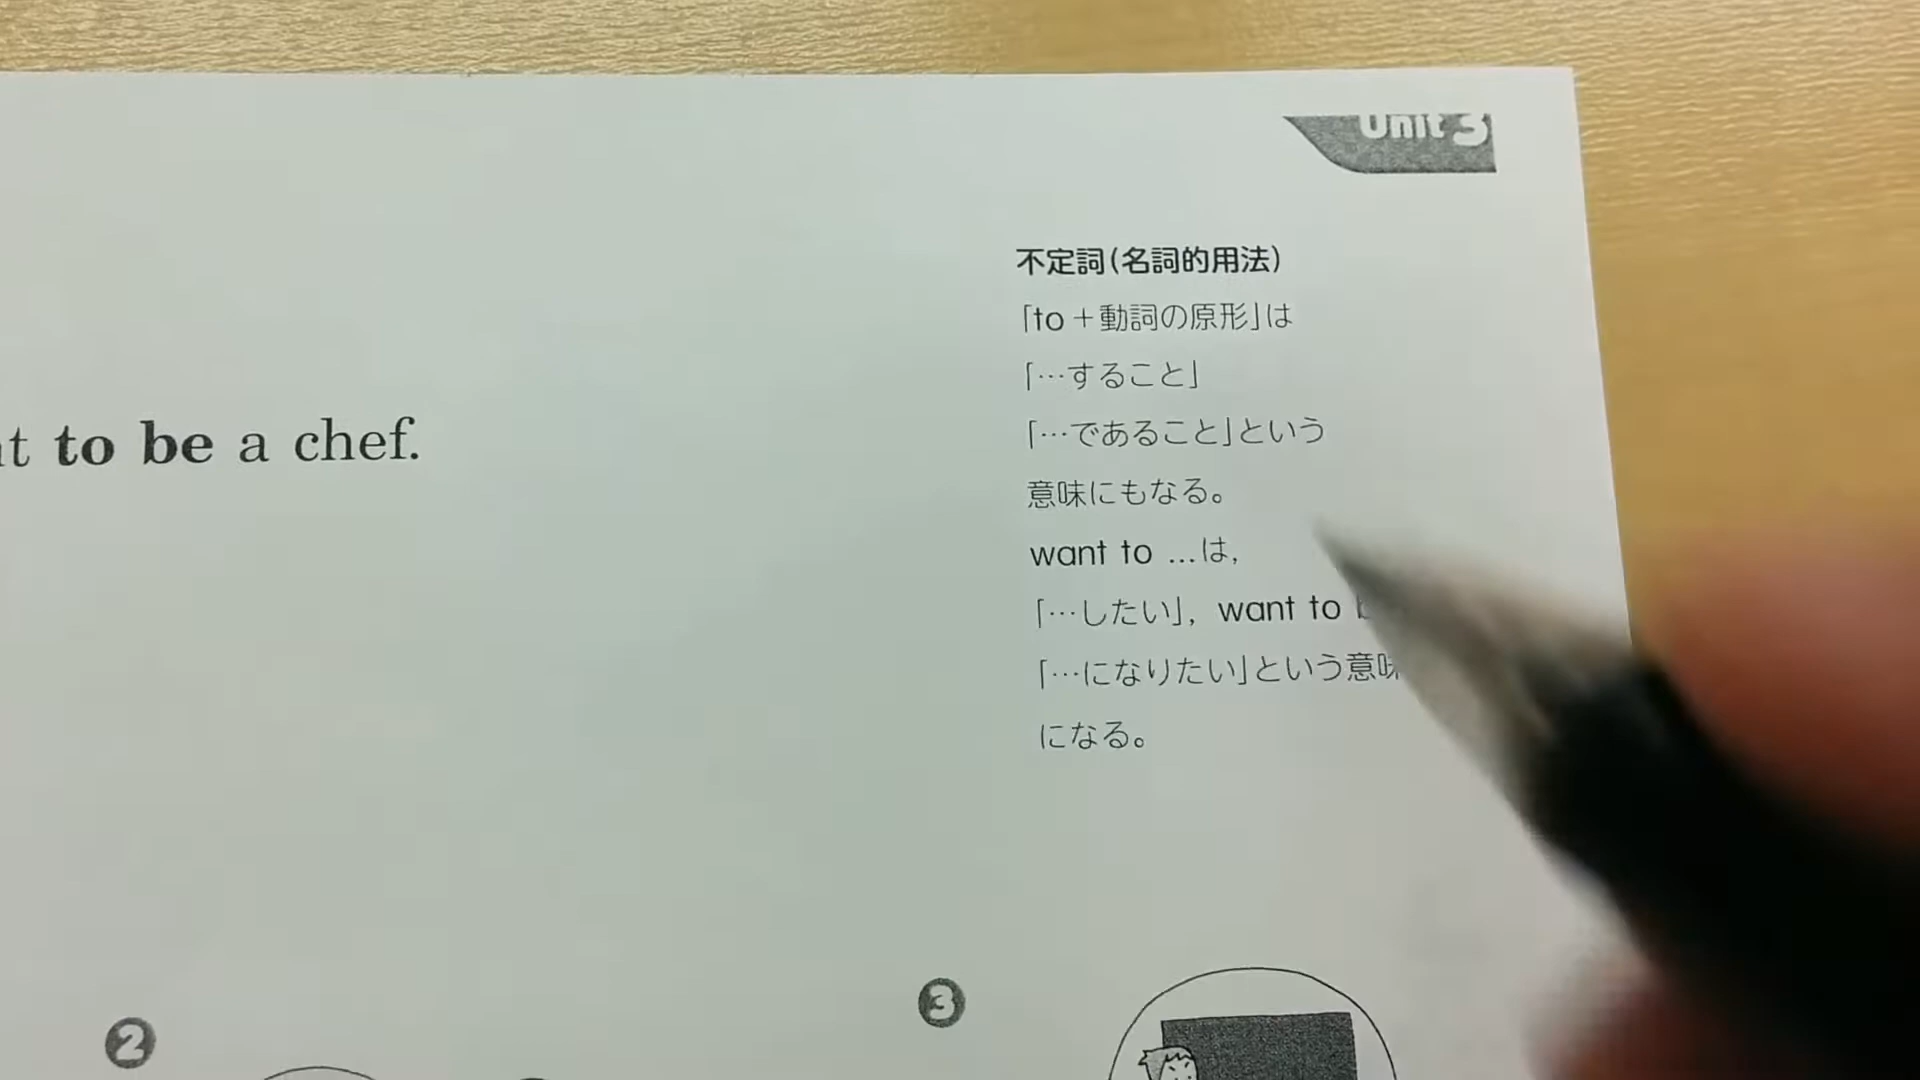 Unit 3
不定詞(名詞的用法)
「to+動詞の原形」は
「…すること」
「…であること」という
意味にもなる。
want to …は,
「…したい」, want to
「…になりたい」という意味
になる。
to be a chef.
2
3